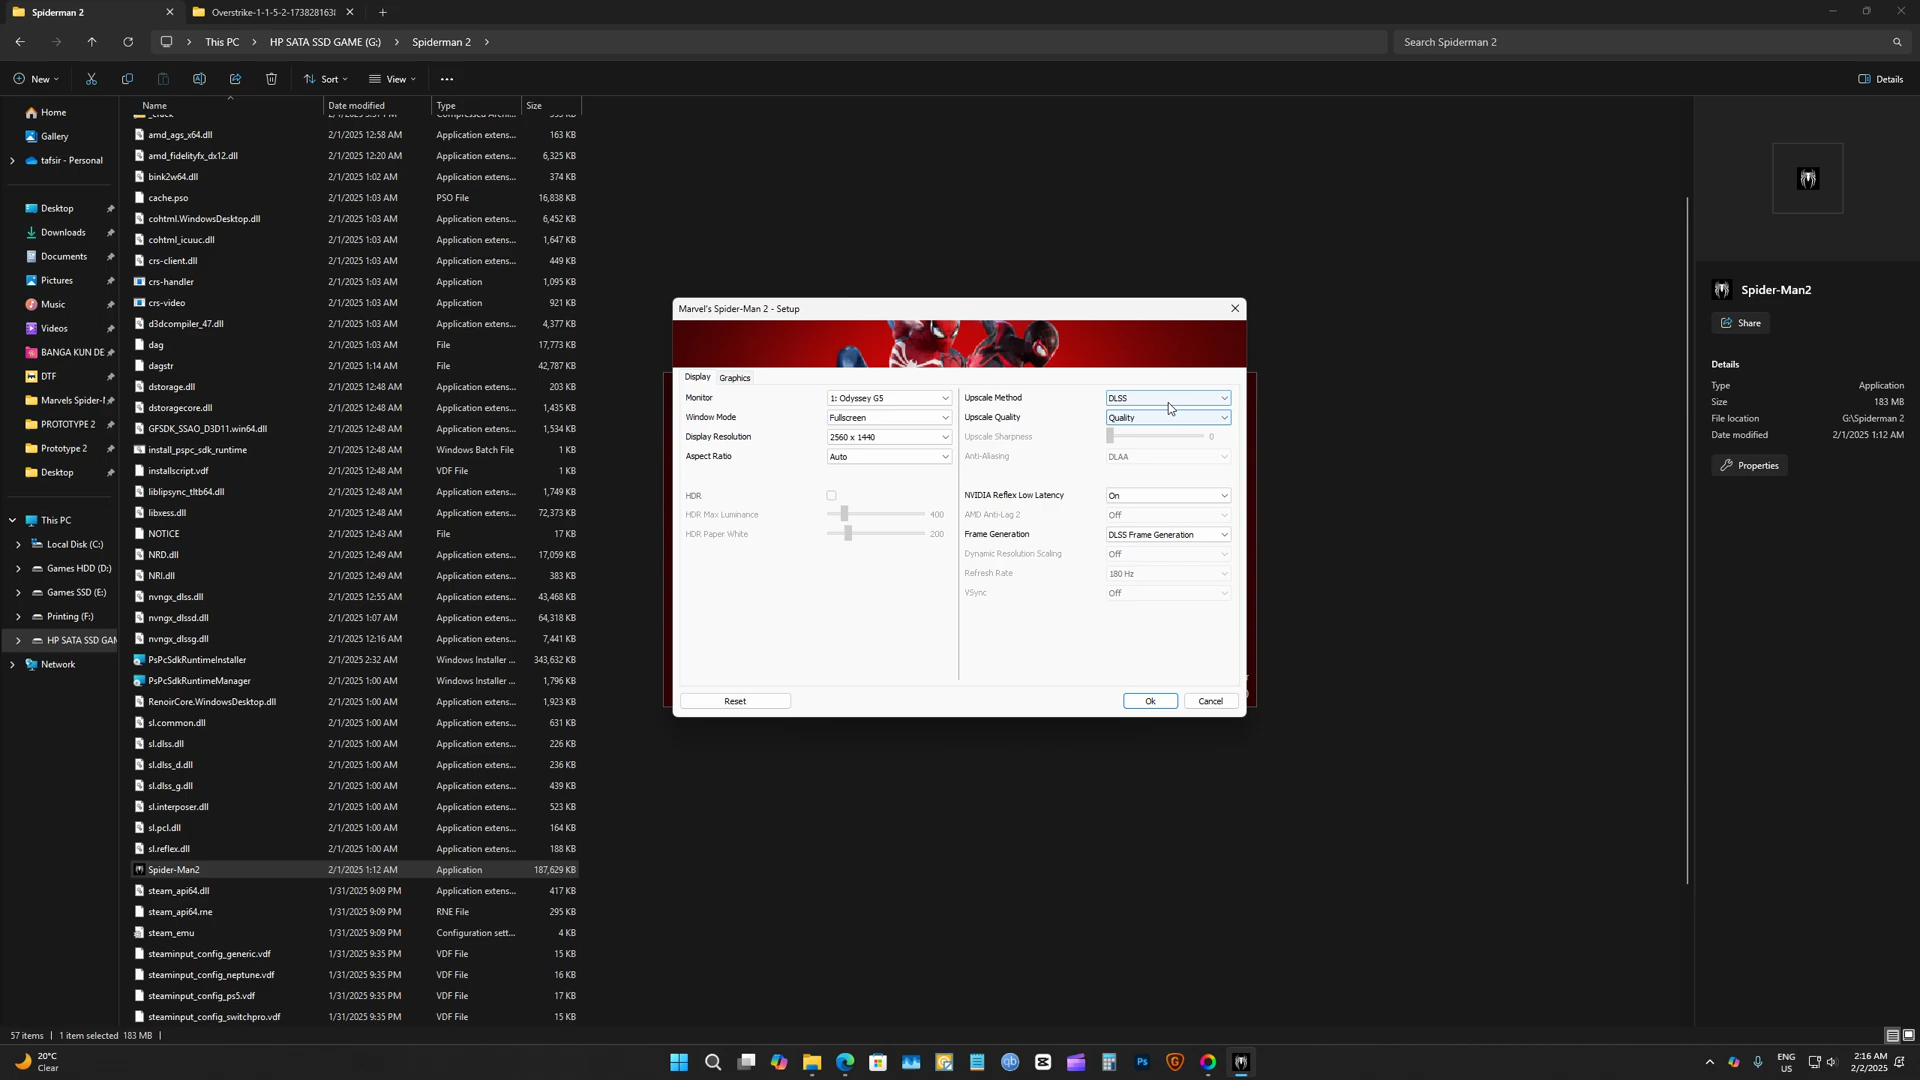 Spiderman 2
Overstrike-1-1-5-2-1738281638
This PC > HP SATA SSD GAME (G:) > Spiderman 2 >
Search Spiderman 2
New
Sort
View
Details
Home
Gallery
tafsir - Personal
Desktop
Downloads
Documents
Pictures
Music
Videos
BANGA KUN DE
DTF
Marvels Spider-
PROTOTYPE 2
Prototype 2
Desktop
This PC
Local Disk (C:)
Games HDD (D:)
Games SSD (E:)
Printing (F:)
HP SATA SSD GAM
Network
Name Date modified Type Size
amd_ags_x64.dll 2/1/2025 12:58 AM Application extens... 163 KB
amd_fidelityfx_dx12.dll 2/1/2025 12:20 AM Application extens... 6,325 KB
bink2w64.dll 2/1/2025 1:02 AM Application extens... 374 KB
cache.pso 2/1/2025 1:03 AM PSO File 16,838 KB
cohtml.WindowsDesktop.dll 2/1/2025 1:03 AM Application extens... 6,452 KB
cohtml_icuuc.dll 2/1/2025 1:03 AM Application extens... 1,647 KB
crs-client.dll 2/1/2025 1:03 AM Application extens... 449 KB
crs-handler 2/1/2025 1:03 AM Application 1,095 KB
crs-video 2/1/2025 1:03 AM Application 921 KB
d3dcompiler_47.dll 2/1/2025 1:03 AM Application extens... 4,377 KB
dag 2/1/2025 1:03 AM File 17,773 KB
dagstr 2/1/2025 1:14 AM File 42,787 KB
dstorage.dll 2/1/2025 12:48 AM Application extens... 203 KB
dstoragecore.dll 2/1/2025 12:48 AM Application extens... 1,435 KB
GFSDK_SSAO_D3D11.win64.dll 2/1/2025 12:48 AM Application extens... 1,534 KB
install_pspc_sdk_runtime 2/1/2025 12:48 AM Windows Batch File 1 KB
installscript.vdf 2/1/2025 12:48 AM VDF File 1 KB
liblipsync_tltb64.dll 2/1/2025 12:48 AM Application extens... 1,749 KB
libxess.dll 2/1/2025 12:48 AM Application extens... 72,373 KB
NOTICE 2/1/2025 12:43 AM File 17 KB
NRD.dll 2/1/2025 12:49 AM Application extens... 17,059 KB
NRI.dll 2/1/2025 12:49 AM Application extens... 383 KB
nvngx_dlss.dll 2/1/2025 12:55 AM Application extens... 43,468 KB
nvngx_dlssd.dll 2/1/2025 1:07 AM Application extens... 64,318 KB
nvngx_dlssg.dll 2/1/2025 12:16 AM Application extens... 7,441 KB
PsPcSdkRuntimeInstaller 2/1/2025 2:32 AM Windows Installer ... 343,632 KB
PsPcSdkRuntimeManager 2/1/2025 1:00 AM Windows Installer ... 1,796 KB
RenoirCore.WindowsDesktop.dll 2/1/2025 1:00 AM Application extens... 1,923 KB
sl.common.dll 2/1/2025 1:00 AM Application extens... 631 KB
sl.dlss.dll 2/1/2025 1:00 AM Application extens... 226 KB
sl.dlss_d.dll 2/1/2025 1:00 AM Application extens... 236 KB
sl.dlss_g.dll 2/1/2025 1:00 AM Application extens... 439 KB
sl.interposer.dll 2/1/2025 1:00 AM Application extens... 523 KB
sl.pcl.dll 2/1/2025 1:00 AM Application extens... 164 KB
sl.reflex.dll 2/1/2025 1:00 AM Application extens... 188 KB
Spider-Man2 2/1/2025 1:12 AM Application 187,629 KB
steam_api64.dll 1/31/2025 9:09 PM Application extens... 417 KB
steam_api64.rne 1/31/2025 9:09 PM RNE File 295 KB
steam_emu 1/31/2025 9:09 PM Configuration sett... 4 KB
steaminput_config_generic.vdf 1/31/2025 9:35 PM VDF File 15 KB
steaminput_config_neptune.vdf 1/31/2025 9:35 PM VDF File 16 KB
steaminput_config_ps5.vdf 1/31/2025 9:35 PM VDF File 17 KB
steaminput_config_switchpro.vdf 1/31/2025 9:35 PM VDF File 15 KB
Marvel's Spider-Man 2 - Setup
Display Graphics
Monitor 1: Odyssey G5
Window Mode Fullscreen
Display Resolution 2560 x 1440
Aspect Ratio Auto
HDR
HDR Max Luminance 400
HDR Paper White 200
Upscale Method DLSS
Upscale Quality Quality
Upscale Sharpness 0
Anti-Aliasing DLAA
NVIDIA Reflex Low Latency On
AMD Anti-Lag 2 Off
Frame Generation DLSS Frame Generation
Dynamic Resolution Scaling Off
Refresh Rate 180 Hz
VSync Off
Reset Ok Cancel
Spider-Man2
Share
Details
Type Application
Size 183 MB
File location G:\Spiderman 2
Date modified 2/1/2025 1:12 AM
Properties
57 items 1 item selected 183 MB
20°C
Clear
Ps
qb
ENG
US
2:16 AM
2/2/2025